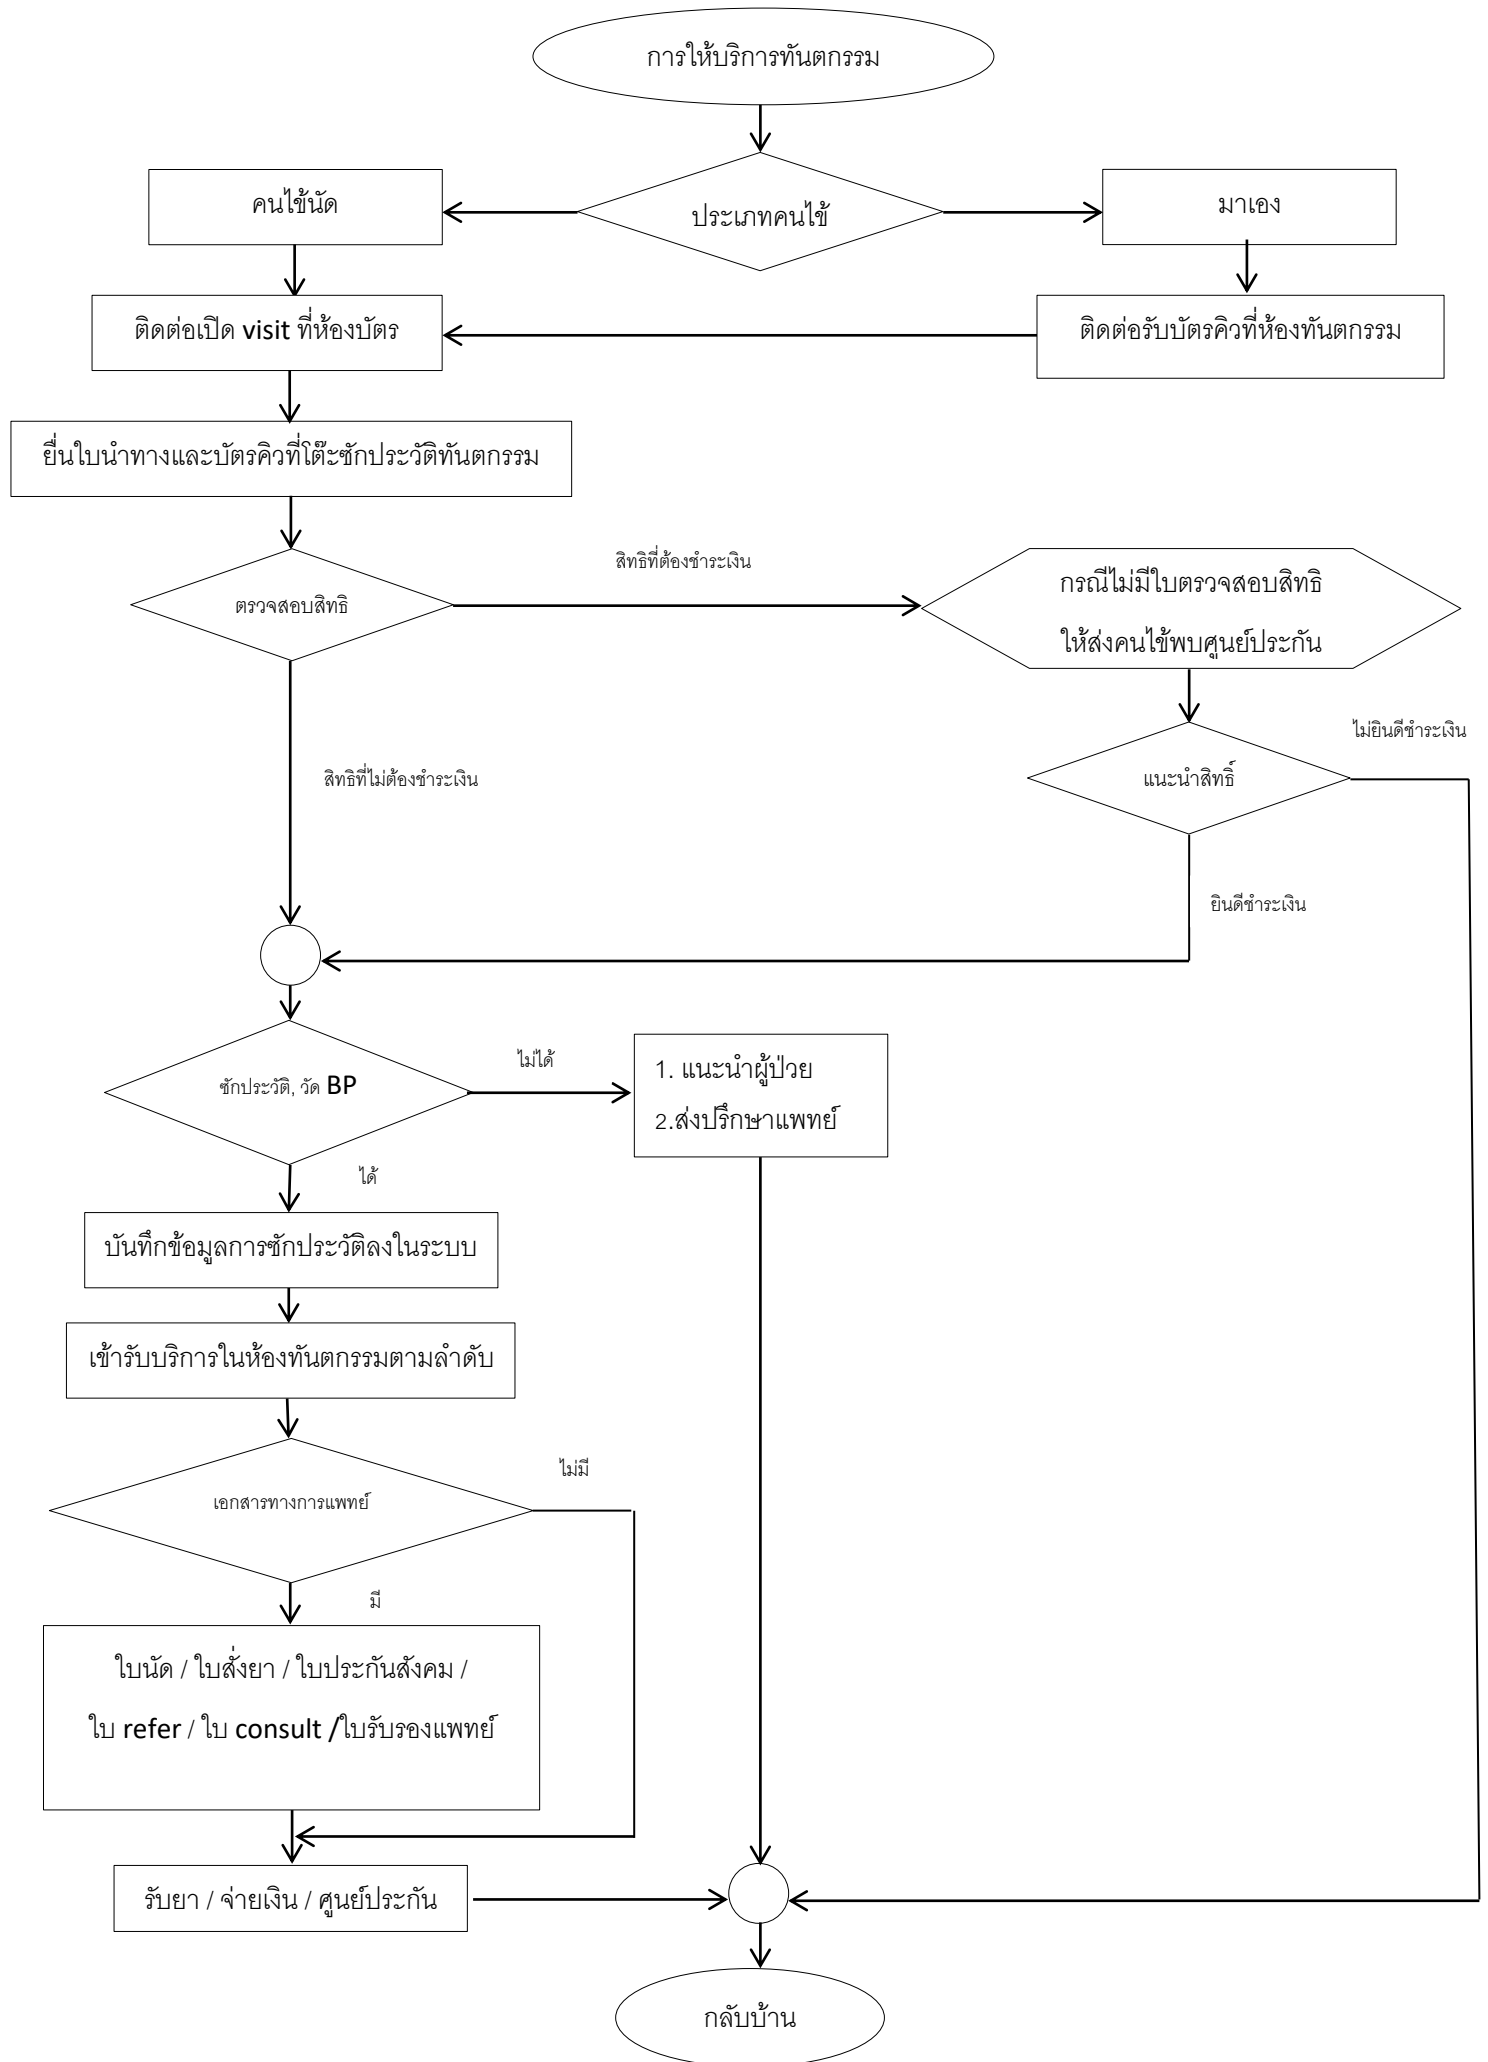 การให้บริการทันตกรรม
คนไข้นัด
ประเภทคนไข้
มาเอง
ติดต่อเปิด visit ที่ห้องบัตร
ติดต่อรับบัตรคิวที่ห้องทันตกรรม
ยื่นใบนำทางและบัตรคิวที่โต๊ะซักประวัติทันตกรรม
ตรวจสอบสิทธิ
สิทธิที่ต้องชำระเงิน
กรณีไม่มีใบตรวจสอบสิทธิ
ให้ส่งคนไข้พบศูนย์ประกัน
สิทธิที่ไม่ต้องชำระเงิน
แนะนำสิทธิ์
ไม่ยินดีชำระเงิน
ยินดีชำระเงิน
ซักประวัติ, วัด BP
ไม่ได้
1. แนะนำผู้ป่วย
2.ส่งปรึกษาแพทย์
ได้
บันทึกข้อมูลการซักประวัติลงในระบบ
เข้ารับบริการในห้องทันตกรรมตามลำดับ
เอกสารทางการแพทย์
ไม่มี
มี
ใบนัด / ใบสั่งยา / ใบประกันสังคม /
ใบ refer / ใบ consult /ใบรับรองแพทย์
รับยา / จ่ายเงิน / ศูนย์ประกัน
กลับบ้าน